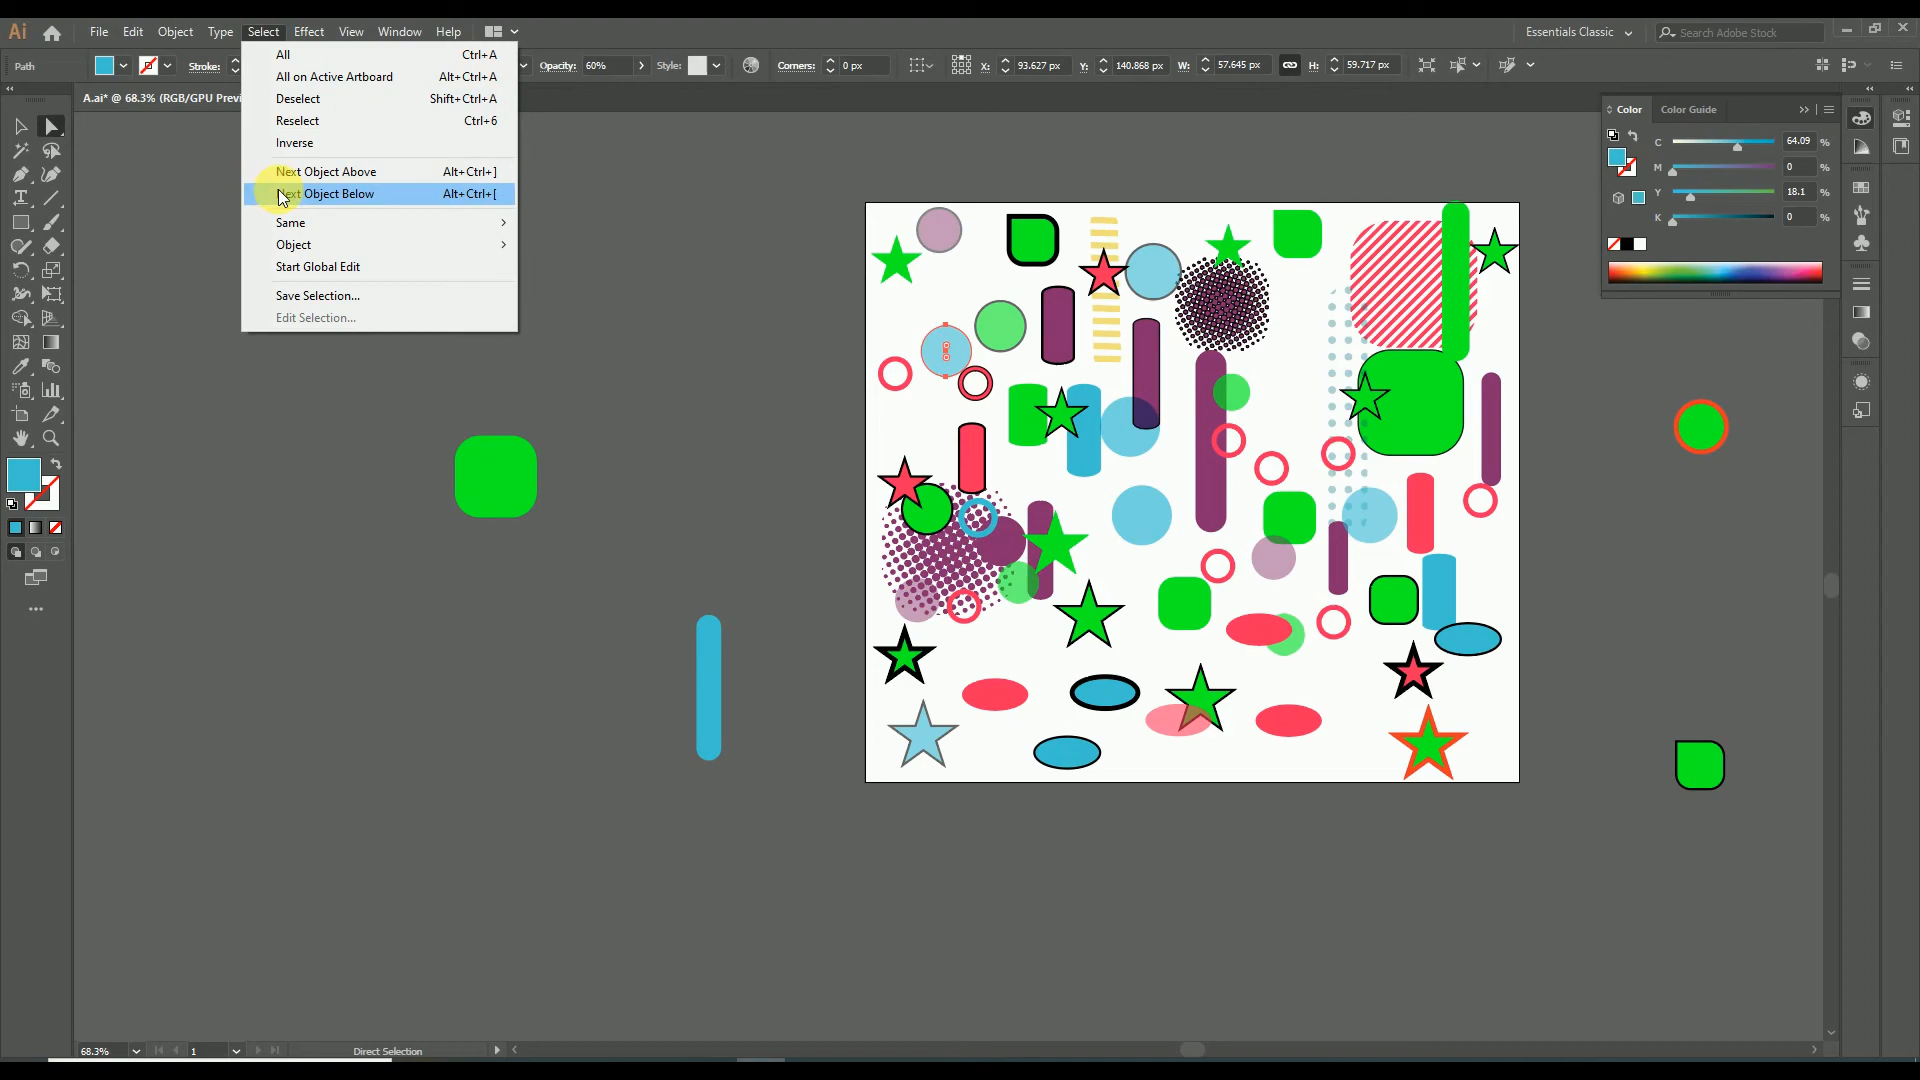 Ai File Edit Object Type Select Effect View Window Help Essentials Classic Search Adobe Stock
Path Stroke: Opacity: 60% Style: Corners: 0 px X: 93.627 px Y: 140.868 px W: 57.645 px H: 59.717 px
A.ai* @ 68.3% (RGB/GPU Previ
All Ctrl+A
All on Active Artboard Alt+Ctrl+A
Deselect Shift+Ctrl+A
Reselect Ctrl+6
Inverse
Next Object Above Alt+Ctrl+]
Next Object Below Alt+Ctrl+[
Same
Object
Start Global Edit
Save Selection...
Edit Selection...
Color Color Guide
C 64.09 %
M 0 %
Y 18.1 %
K 0 %
68.3% 1 Direct Selection